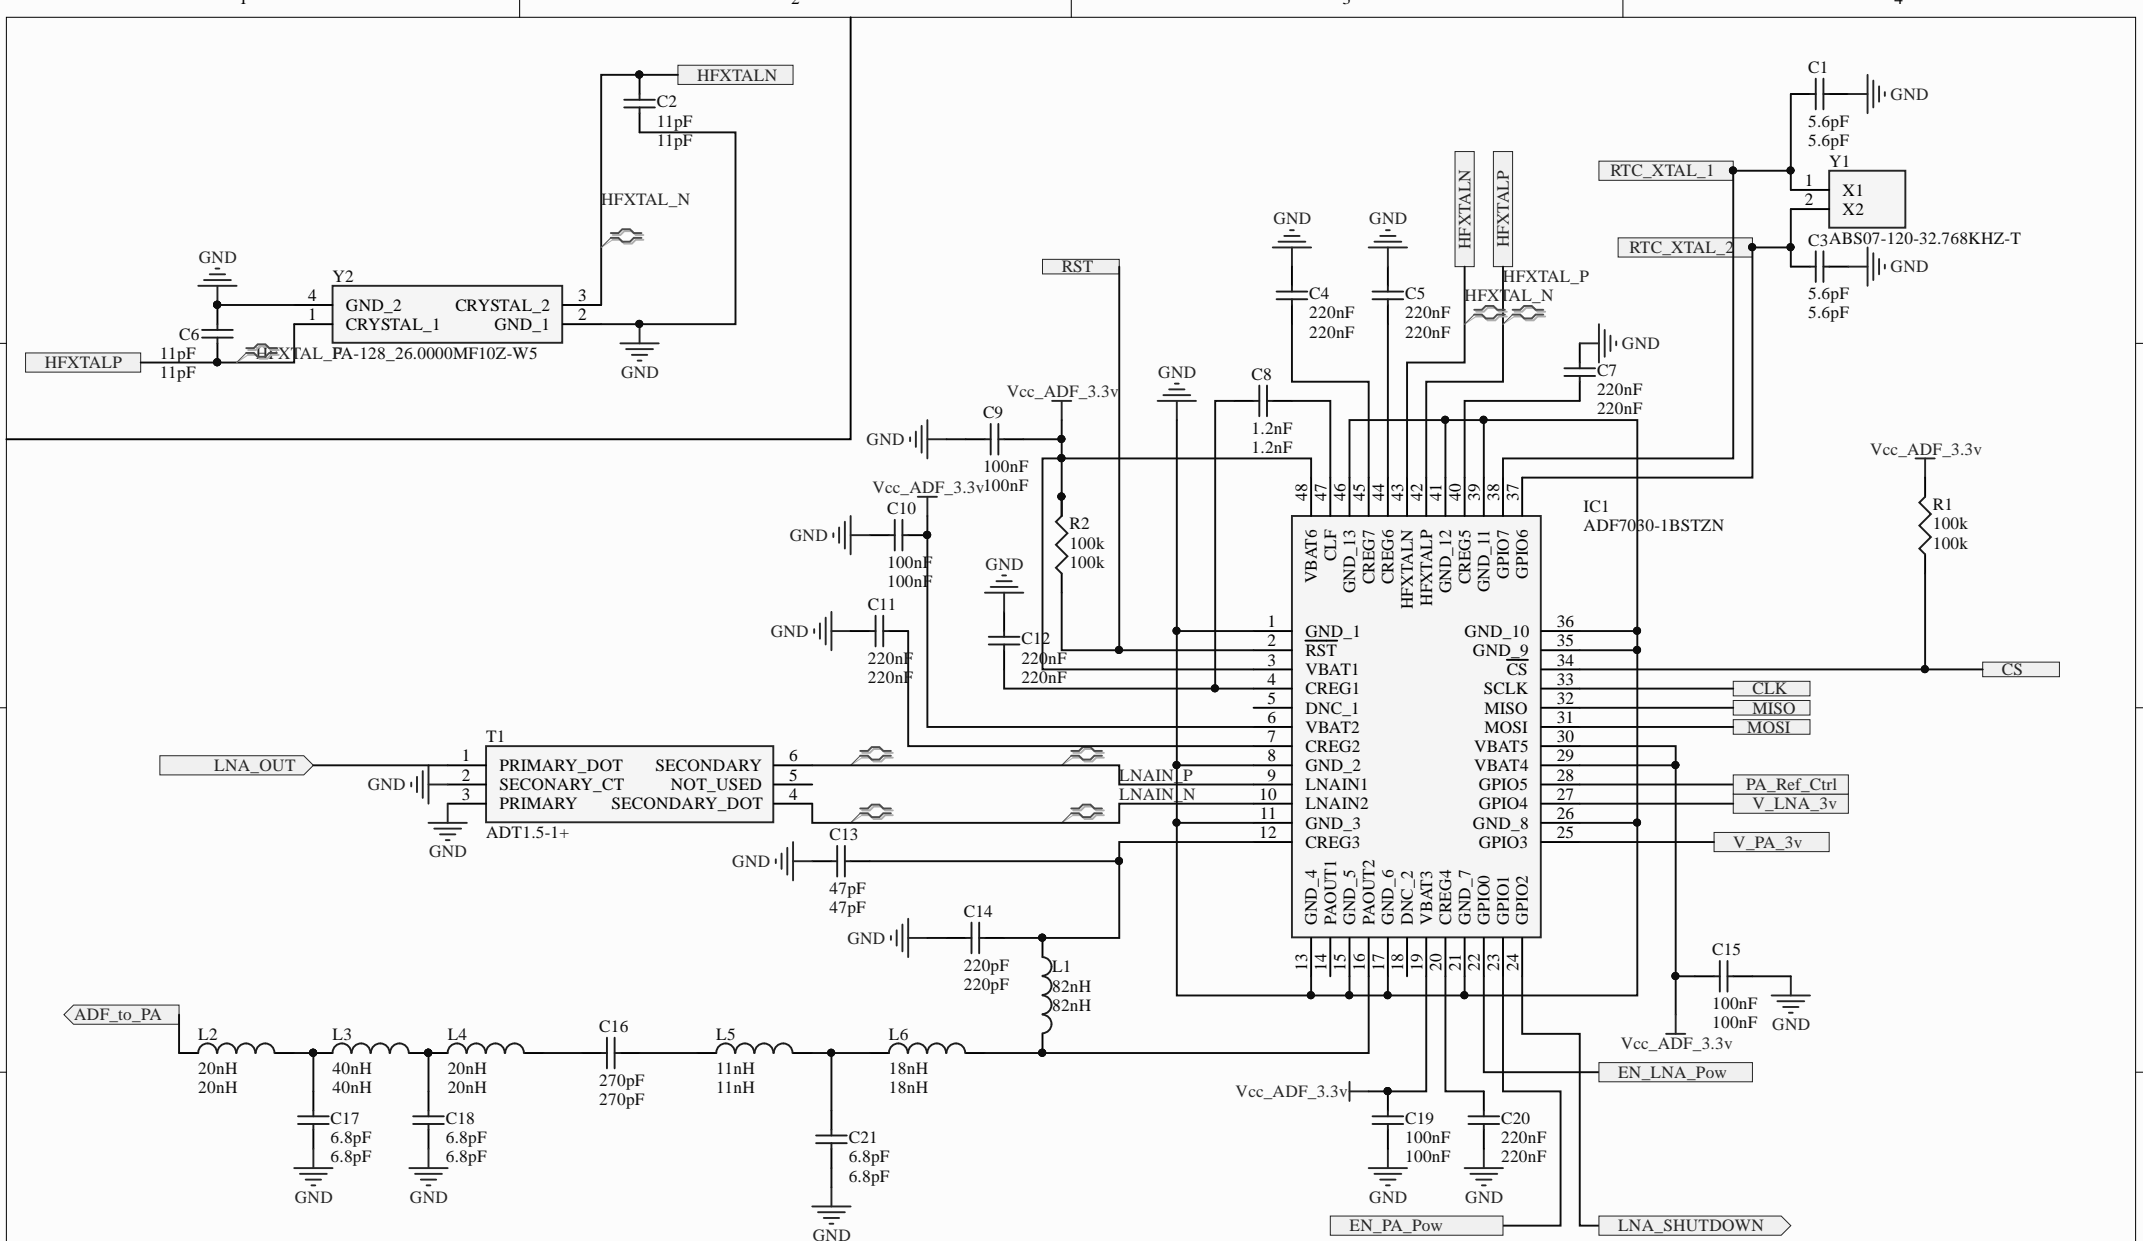 HFXTALN
C2
11pF
11pF
HFXTAL_N
GND
Y2
4
1
GND_2
CRYSTAL_1
CRYSTAL_2
GND_1
3
2
C6
11pF
11pF
HFXTALP
PA-128_26.0000MF10Z-W5
GND
C1
GND
5.6pF
5.6pF
Y1
RTC_XTAL_1
1
2
X1
X2
ABS07-120-32.768KHZ-T
RTC_XTAL_2
C3
GND
5.6pF
5.6pF
HFXTALN
HFXTALP
HFXTAL_P
HFXTAL_N
GND
C4
220nF
220nF
GND
C5
220nF
220nF
RST
GND
C7
220nF
220nF
GND
C8
1.2nF
1.2nF
Vcc_ADF_3.3v
C9
GND
100nF
100nF
Vcc_ADF_3.3v
C10
GND
100nF
100nF
R2
100k
100k
GND
C12
220nF
220nF
C11
GND
220nF
220nF
Vcc_ADF_3.3v
R1
100k
100k
IC1
ADF7030-1BSTZN
48
47
46
45
44
43
42
41
40
39
38
37
VBAT6
CLF
GND_13
CREG7
CREG6
HFXTALN
HFXTALP
GND_12
CREG5
GND_11
GPIO7
GPIO6
1 GND_1
2 RST
3 VBAT1
4 CREG1
5 DNC_1
6 VBAT2
7 CREG2
8 GND_2
9 LNAIN1
10 LNAIN2
11 GND_3
12 CREG3
GND_10 36
GND_9 35
CS 34
SCLK 33
MISO 32
MOSI 31
VBAT5 30
VBAT4 29
GPIO5 28
GPIO4 27
GND_8 26
GPIO3 25
GND_4
PAOUT1
GND_5
PAOUT2
GND_6
DNC_2
VBAT3
CREG4
GND_7
GPIO0
GPIO1
GPIO2
13
14
15
16
17
18
19
20
21
22
23
24
CS
CLK
MISO
MOSI
PA_Ref_Ctrl
V_LNA_3v
V_PA_3v
LNA_OUT
T1
1
2
3
GND
GND
PRIMARY_DOT
SECONARY_CT
PRIMARY
SECONDARY
NOT_USED
SECONDARY_DOT
6
5
4
ADT1.5-1+
LNAIN_P
LNAIN_N
C13
GND
47pF
47pF
C14
GND
220pF
220pF
L1
82nH
82nH
C15
100nF
100nF
GND
Vcc_ADF_3.3v
ADF_to_PA
L2
20nH
20nH
L3
40nH
40nH
L4
20nH
20nH
C16
270pF
270pF
L5
11nH
11nH
L6
18nH
18nH
C17
6.8pF
6.8pF
GND
C18
6.8pF
6.8pF
GND
C21
6.8pF
6.8pF
GND
Vcc_ADF_3.3v
C19
100nF
100nF
GND
C20
220nF
220nF
GND
EN_LNA_Pow
EN_PA_Pow
LNA_SHUTDOWN